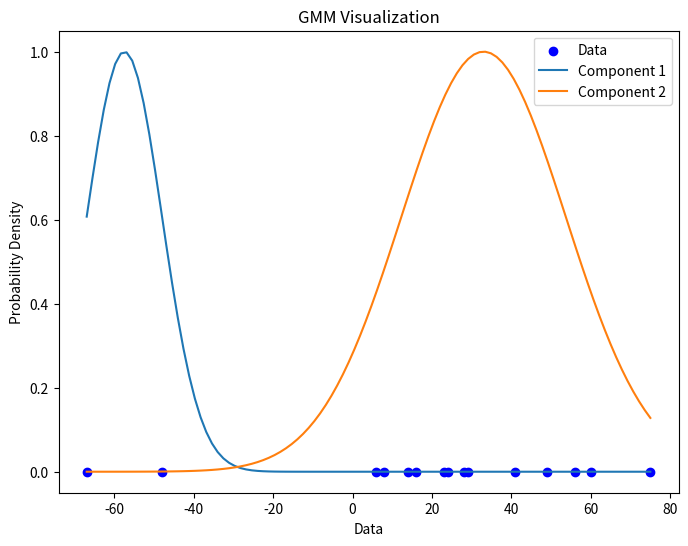 GMM Visualization
Data
Component 1
Component 2
Probability Density
1.0
0.8
0.6
0.4
0.2
0.0
-60 -40 -20 0 20 40 60 80
Data